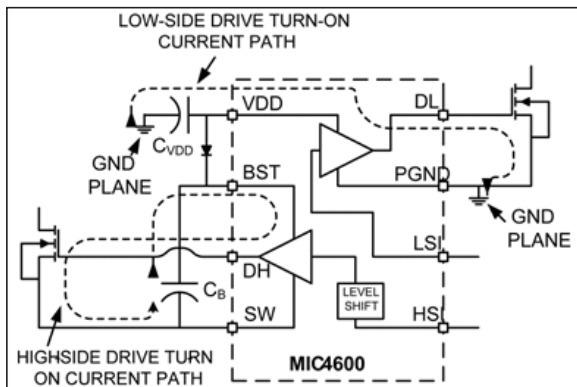 LOW-SIDE DRIVE TURN-ON
CURRENT PATH
VDD
DL
CVDD
GND
PLANE
BST
PGND
GND
PLANE
DH
LSI
CB
LEVEL
SHIFT
SW
HSI
HIGHSIDE DRIVE TURN
ON CURRENT PATH
MIC4600